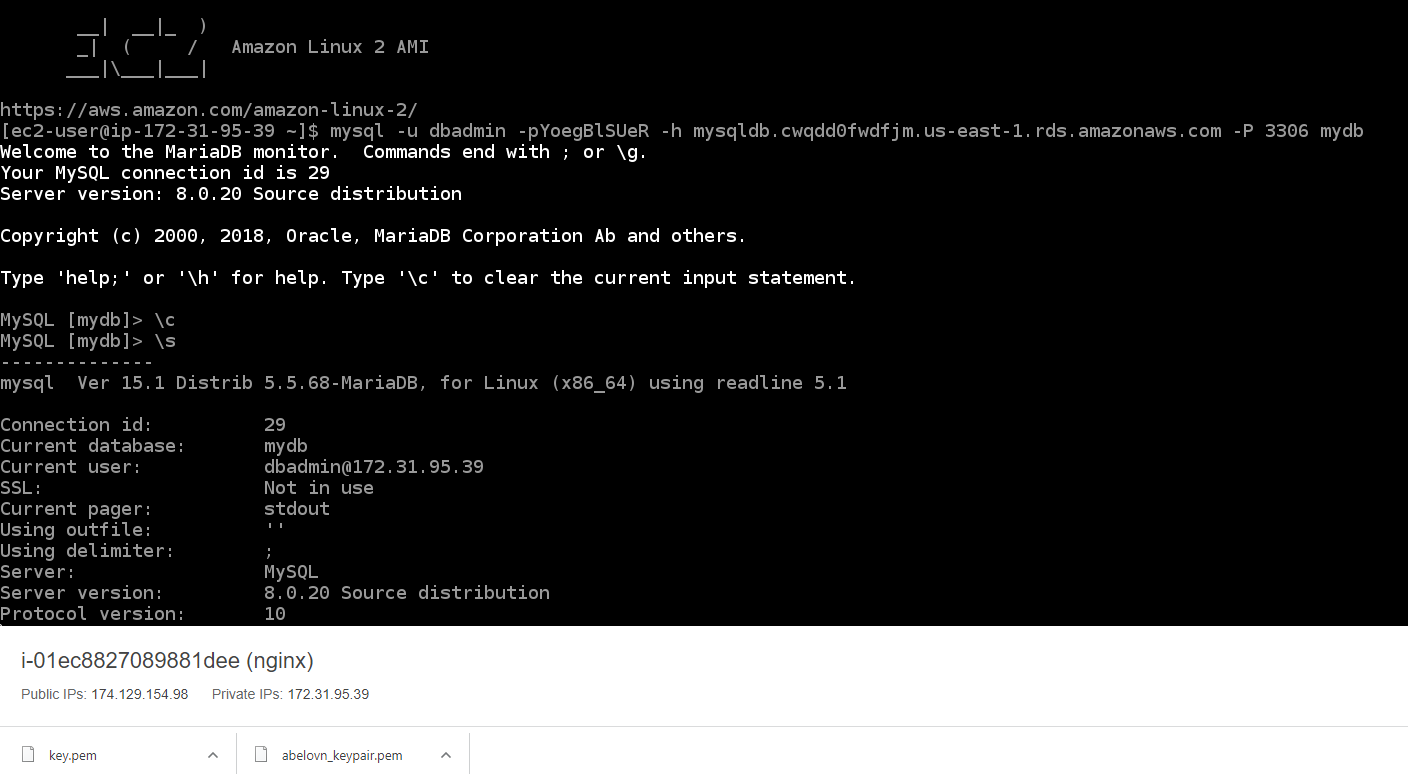 __|  __|_  )
_|  (     /   Amazon Linux 2 AMI
___|\___|___|
https://aws.amazon.com/amazon-linux-2/
[ec2-user@ip-172-31-95-39 ~]$ mysql -u dbadmin -pYoegBlSUeR -h mysqldb.cwqdd0fwdfjm.us-east-1.rds.amazonaws.com -P 3306 mydb
Welcome to the MariaDB monitor.  Commands end with ; or \g.
Your MySQL connection id is 29
Server version: 8.0.20 Source distribution
Copyright (c) 2000, 2018, Oracle, MariaDB Corporation Ab and others.
Type 'help;' or '\h' for help. Type '\c' to clear the current input statement.
MySQL [mydb]> \c
MySQL [mydb]> \s
--------------
mysql  Ver 15.1 Distrib 5.5.68-MariaDB, for Linux (x86_64) using readline 5.1
Connection id:          29
Current database:       mydb
Current user:           dbadmin@172.31.95.39
SSL:                    Not in use
Current pager:          stdout
Using outfile:          ''
Using delimiter:        ;
Server:                 MySQL
Server version:         8.0.20 Source distribution
Protocol version:       10
i-01ec8827089881dee (nginx)
Public IPs: 174.129.154.98    Private IPs: 172.31.95.39
key.pem    abelovn_keypair.pem